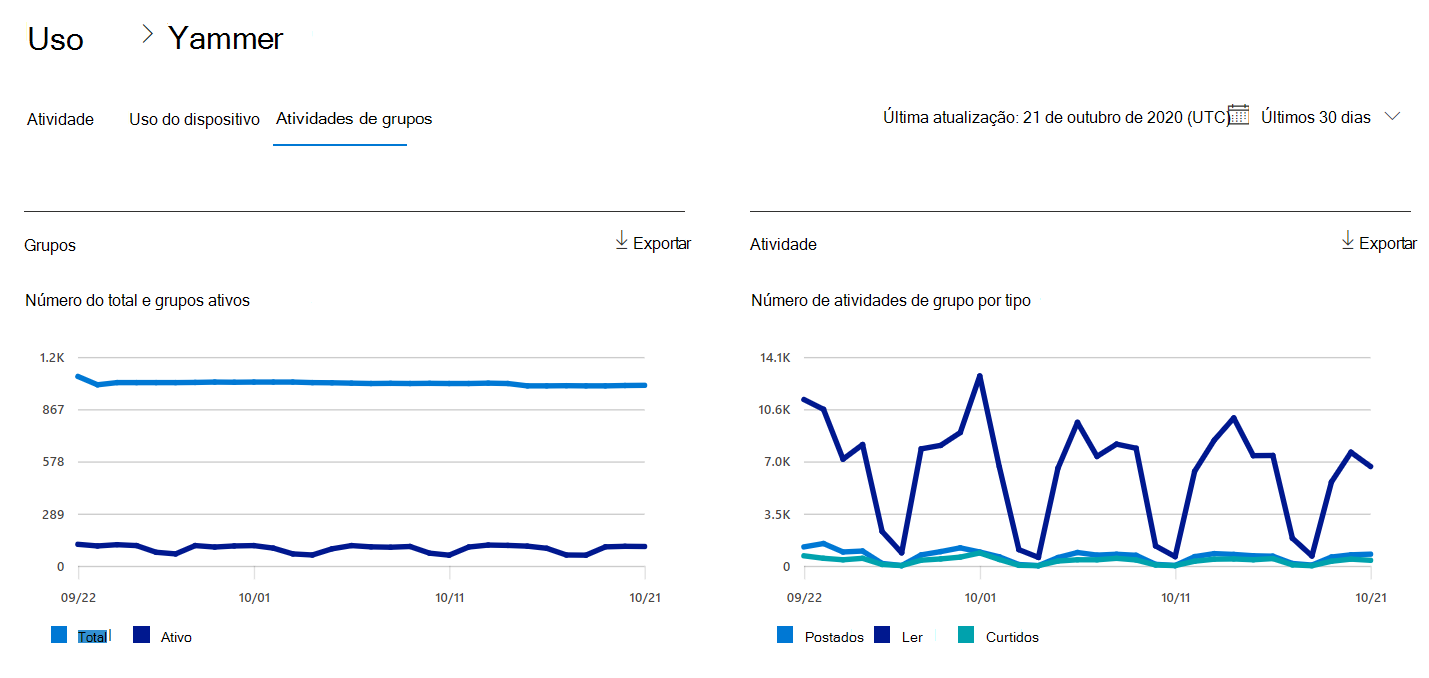 Uso > Yammer
Atividade Uso do dispositivo Atividades de grupos Última atualização: 21 de outubro de 2020 (UTC) Últimos 30 dias
Grupos Exportar
Número do total e grupos ativos
1.2K
867
578
289
0
09/22 10/01 10/11 10/21
Total Ativo
Atividade Exportar
Número de atividades de grupo por tipo
14.1K
10.6K
7.0K
3.5K
0
09/22 10/01 10/11 10/21
Postados Ler Curtidos